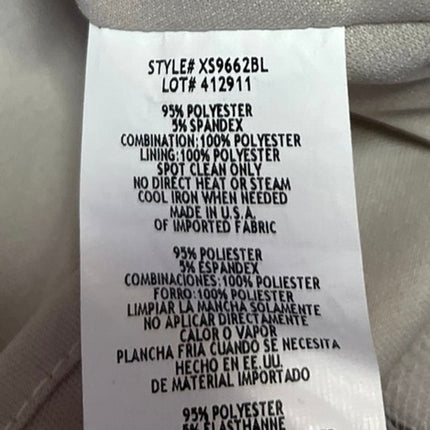 STYLE# XS9662BL
LOT# 412911
95% POLYESTER
5% SPANDEX
COMBINATION:100% POLYESTER
LINING:100% POLYESTER
SPOT CLEAN ONLY
NO DIRECT HEAT OR STEAM
COOL IRON WHEN NEEDED
MADE IN U.S.A.
OF IMPORTED FABRIC
95% POLIESTER
5% ESPANDEX
COMBINACIONES:100% POLIESTER
FORRO:100% POLIESTER
LIMPIAR LA MANCHA SOLAMENTE
NO APLICAR DIRECTAMENTE
CALOR O VAPOR
PLANCHA FRIA CUANDO SE NECESITA
HECHO EN EE.UU.
DE MATERIAL IMPORTADO
95% POLYESTER
5% ELASTHANNE